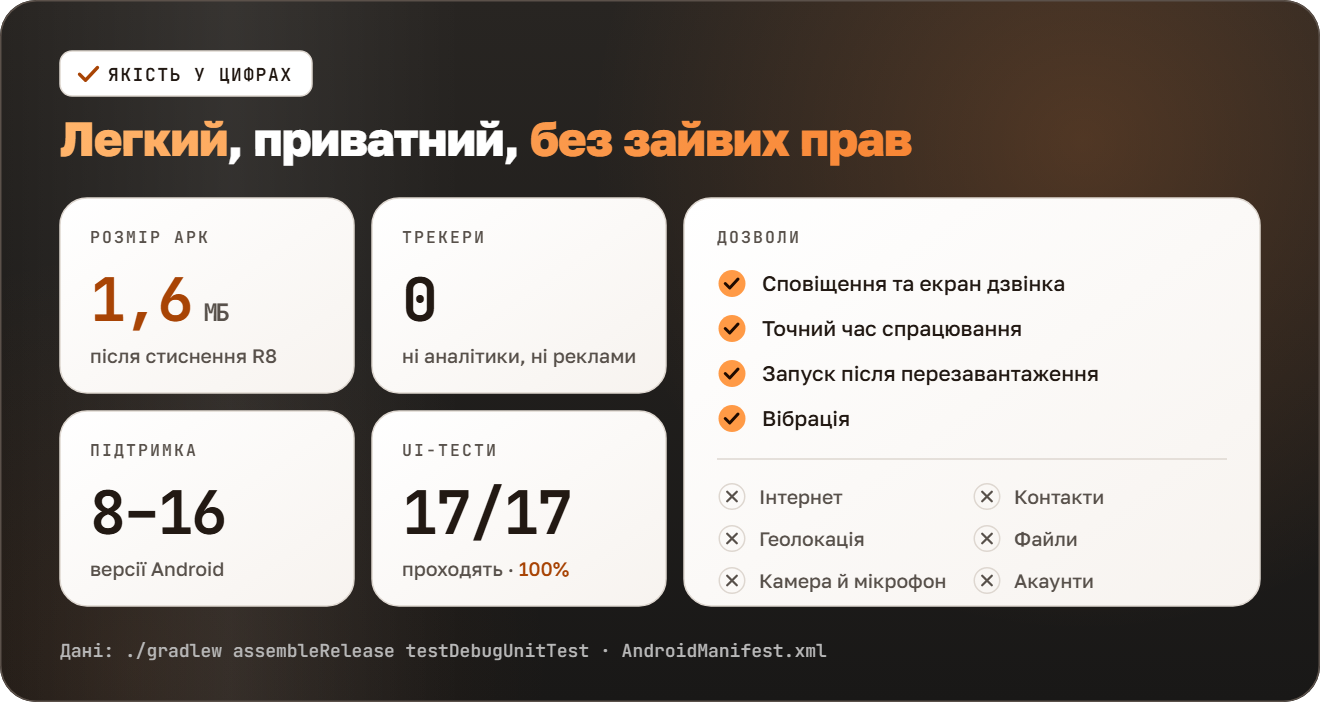 ЯКІСТЬ У ЦИФРАХ
Легкий, приватний, без зайвих прав
РОЗМІР APK
1,6 МБ
після стиснення R8
ТРЕКЕРИ
0
ні аналітики, ні реклами
ПІДТРИМКА
8–16
версії Android
UI-ТЕСТИ
17/17
проходять · 100%
ДОЗВОЛИ
Сповіщення та екран дзвінка
Точний час спрацювання
Запуск після перезавантаження
Вібрація
Інтернет
Контакти
Геолокація
Файли
Камера й мікрофон
Акаунти
Дані: ./gradlew assembleRelease testDebugUnitTest · AndroidManifest.xml